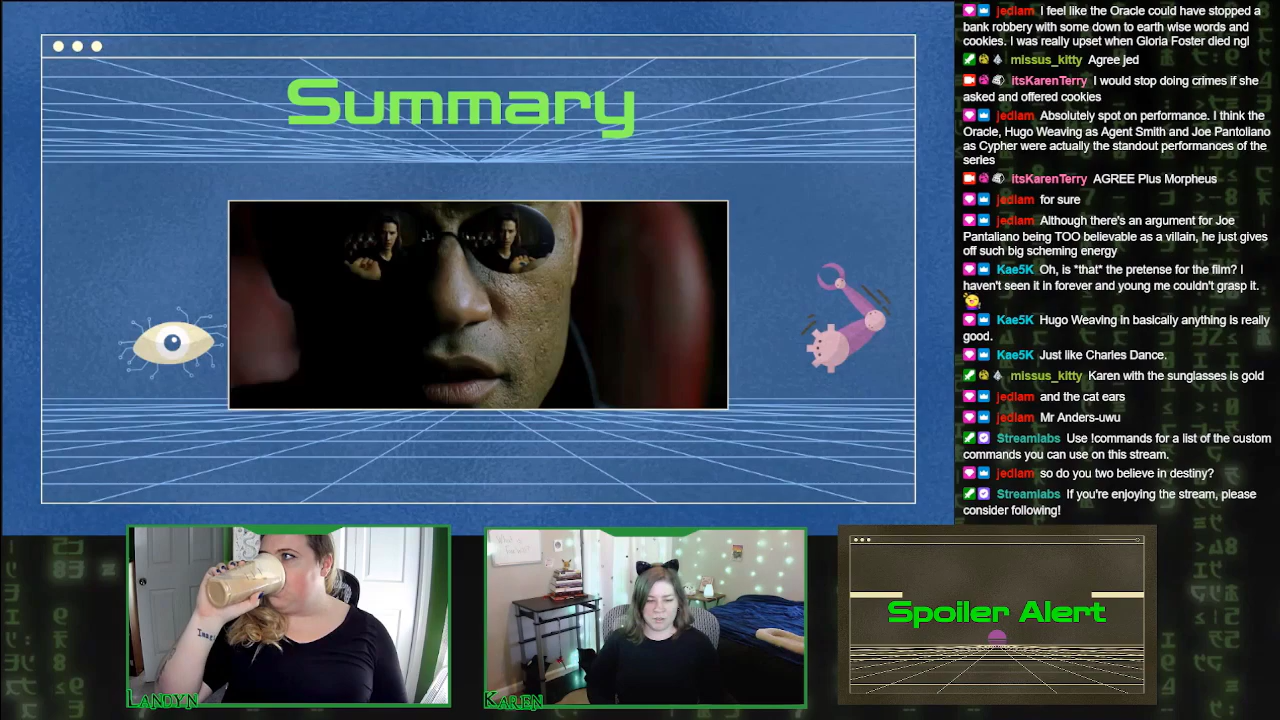 Summary
jedlam I feel like the Oracle could have stopped a
bank robbery with some down to earth wise words and
cookies. I was really upset when Gloria Foster died ngl
missus_kitty Agree jed
itsKarenTerry I would stop doing crimes if she
asked and offered cookies
jedlam Absolutely spot on performance. I think the
Oracle, Hugo Weaving as Agent Smith and Joe Pantoliano
as Cypher were actually the standout performances of the
series
itsKarenTerry AGREE Plus Morpheus
jedlam for sure
jedlam Although there's an argument for Joe
Pantaliano being TOO believable as a villain, he just gives
off such big scheming energy
Kae5K Oh, is *that* the pretense for the film? I
haven't seen it in forever and young me couldn't grasp it.
Kae5K Hugo Weaving in basically anything is really
good.
Kae5K Just like Charles Dance.
missus_kitty Karen with the sunglasses is gold
jedlam and the cat ears
jedlam Mr Anders-uwu
Streamlabs Use !commands for a list of the custom
commands you can use on this stream.
jedlam so do you two believe in destiny?
Streamlabs If you're enjoying the stream, please
consider following!
Landyn
Karen
Spoiler Alert